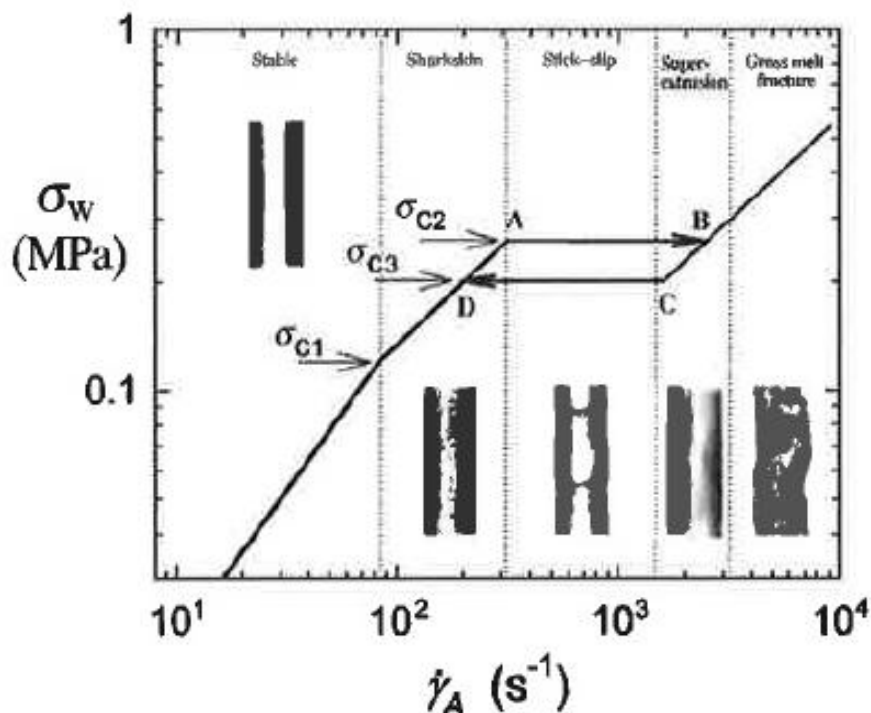 1
Stable
Sharkskin
Stick-slip
Super-
extrusion
Gross melt
fracture
σW
(MPa)
σC2
A
B
σC3
D
C
σC1
0.1
10^1
10^2
10^3
10^4
γ̇A (s^-1)